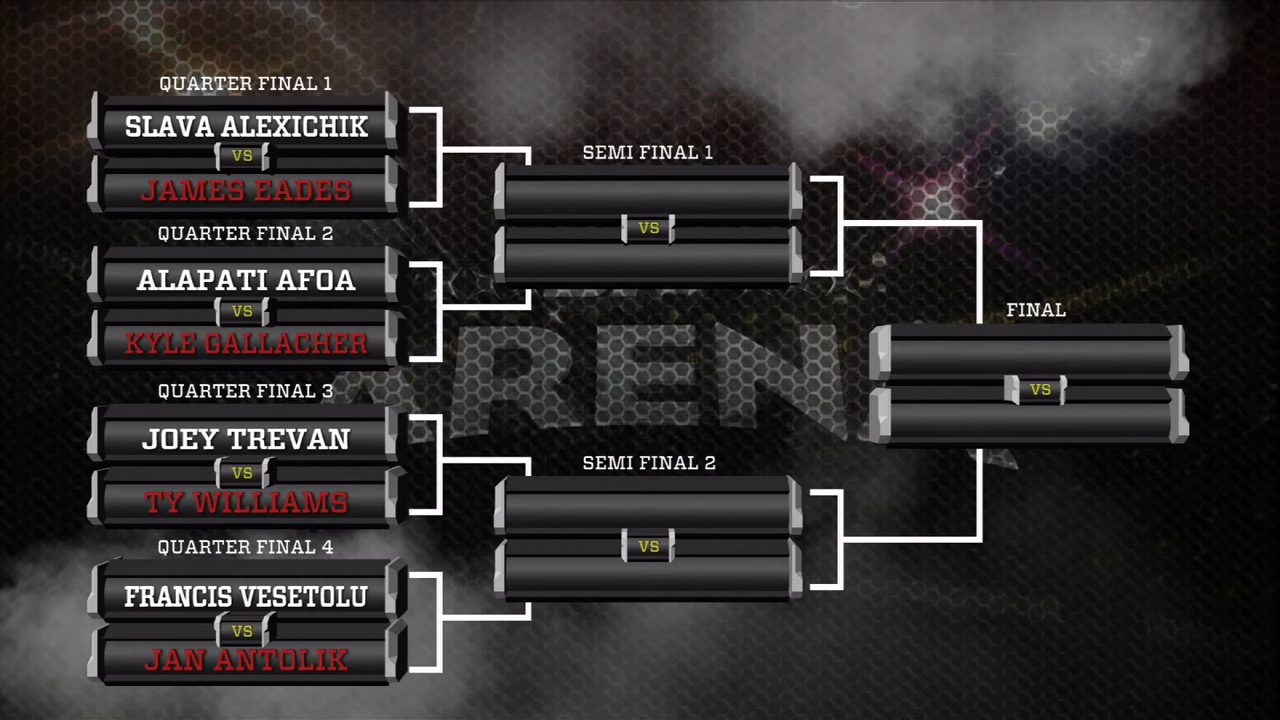 QUARTER FINAL 1
SLAVA ALEXICHIK
VS
JAMES EADES
QUARTER FINAL 2
ALAPATI AFOA
VS
KYLE GALLACHER
QUARTER FINAL 3
JOEY TREVAN
VS
TY WILLIAMS
QUARTER FINAL 4
FRANCIS VESETOLU
VS
JAN ANTOLIK
SEMI FINAL 1
VS
SEMI FINAL 2
VS
FINAL
VS
ARENA